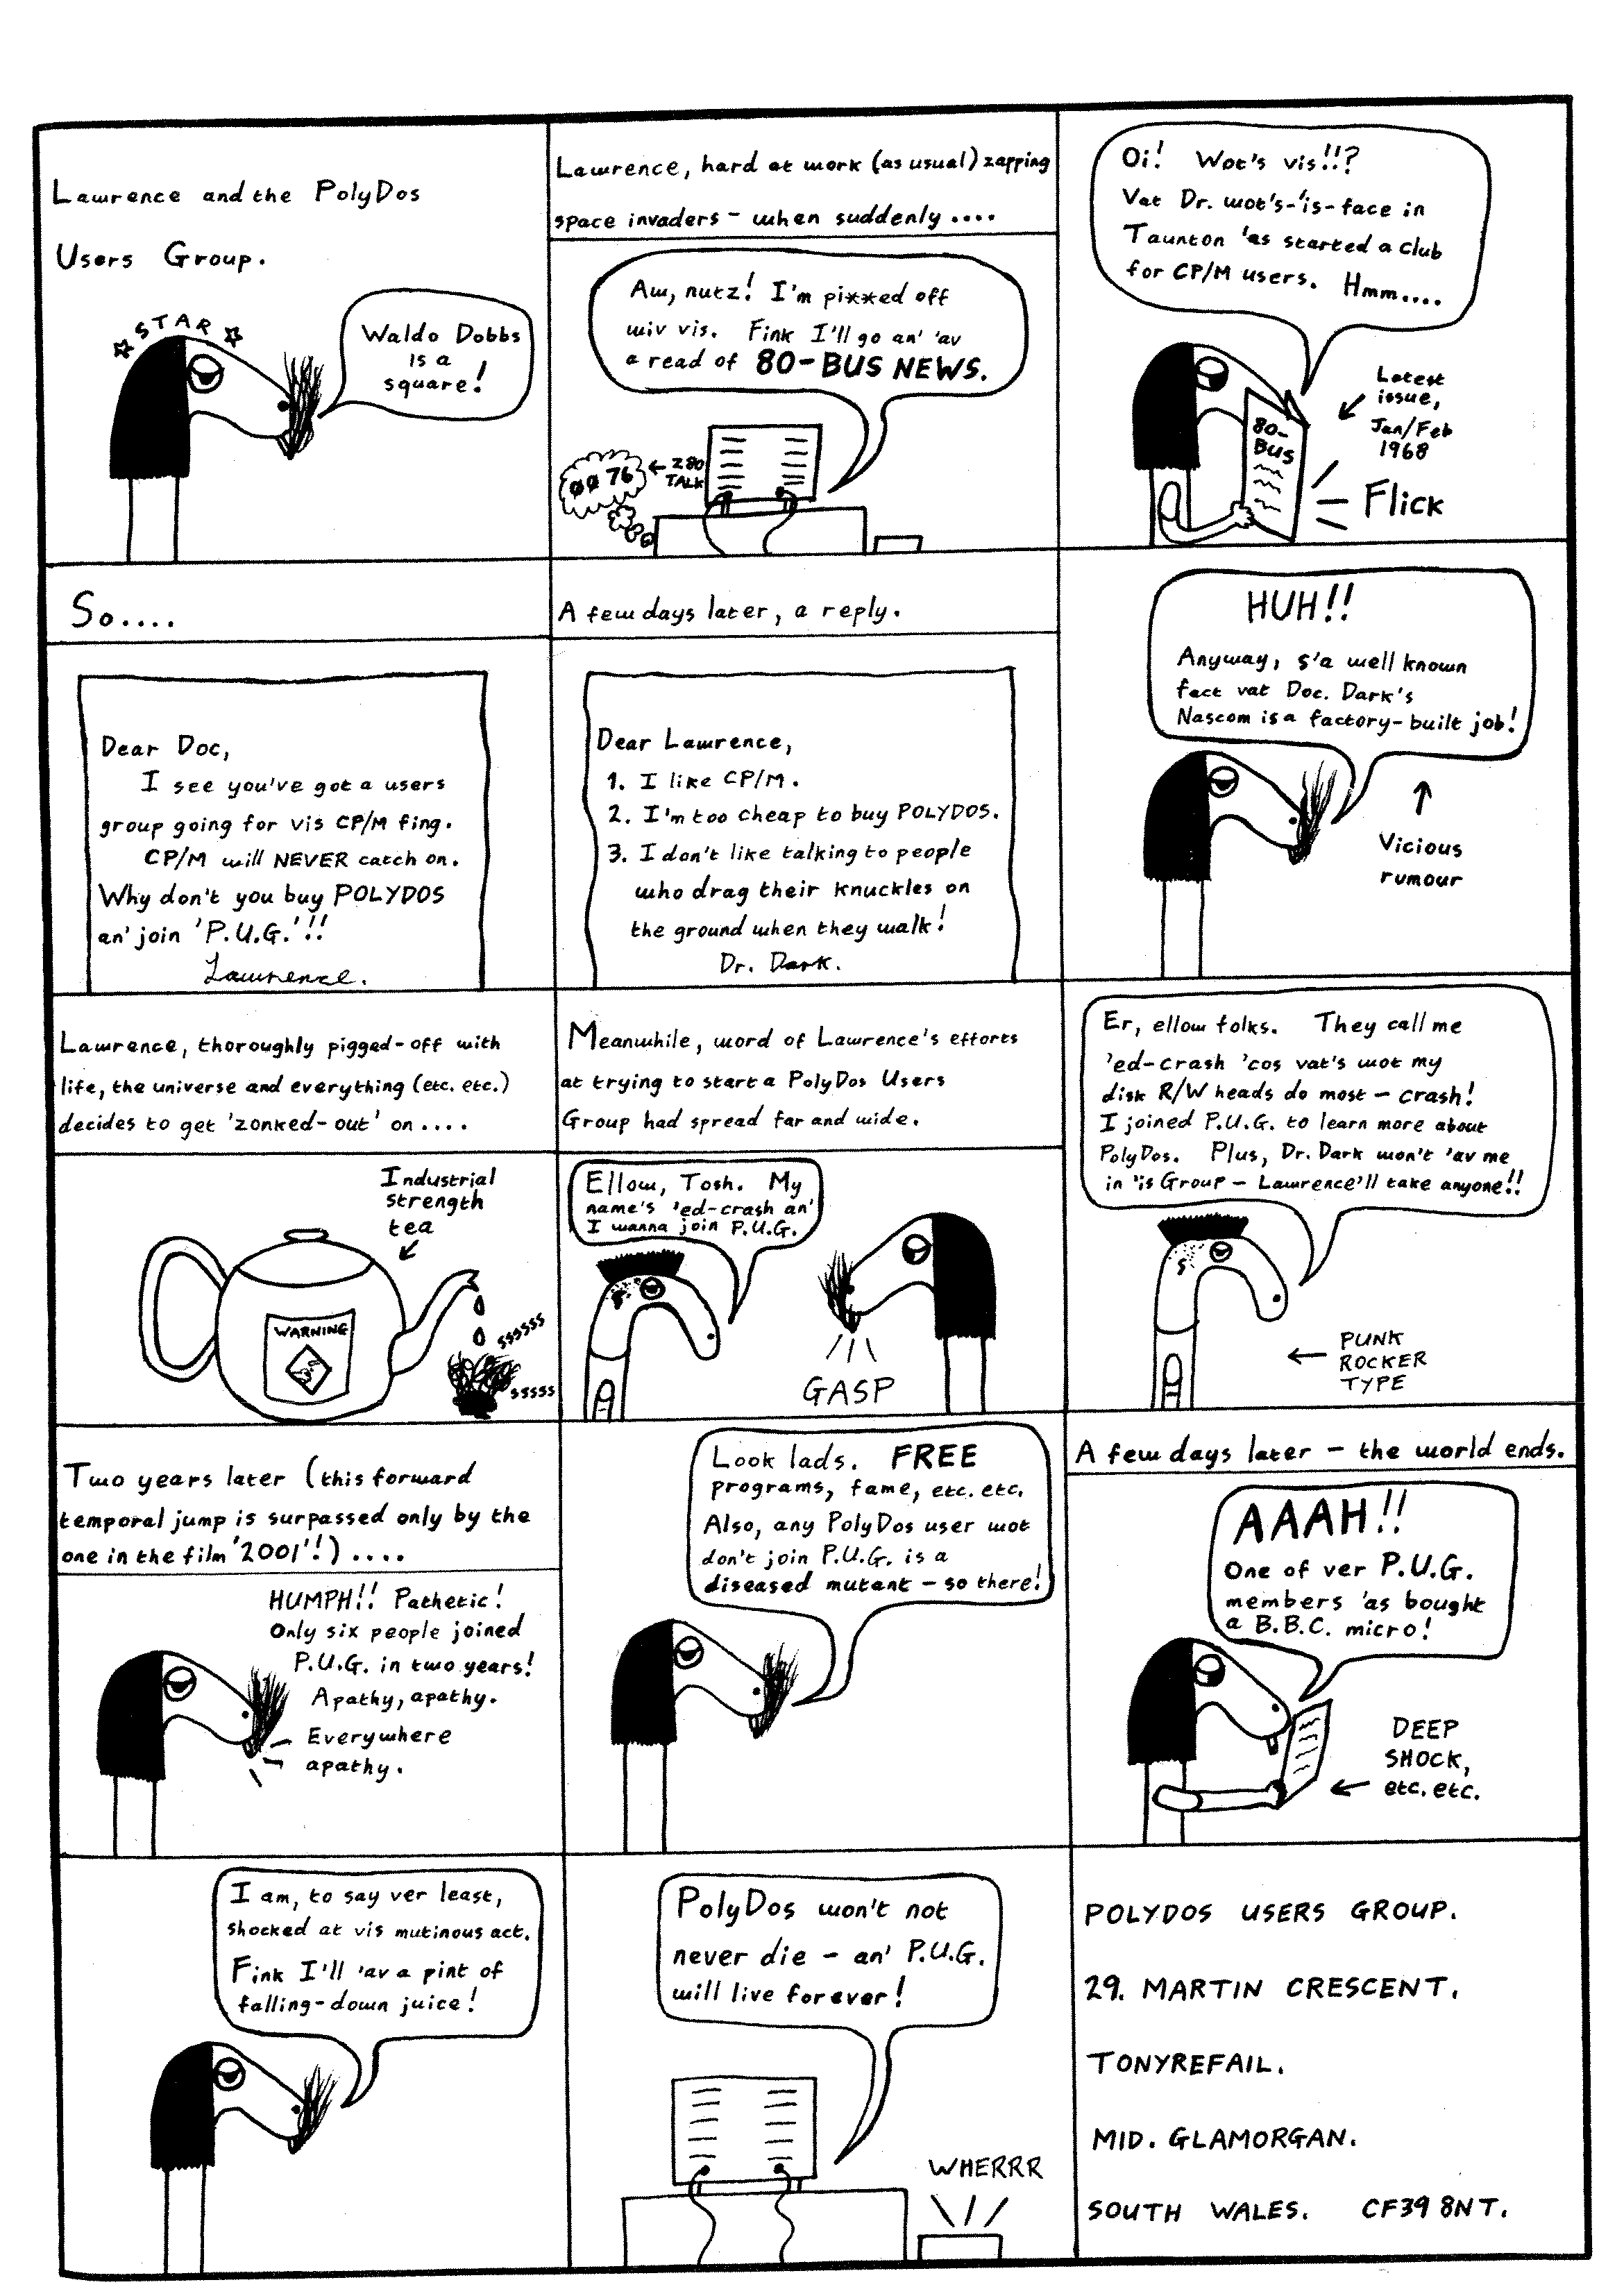 Lawrence and the PolyDos
Users Group.
☆ STAR ☆
Waldo Dobbs
is a
square!
Lawrence, hard at work (as usual) zapping
space invaders - when suddenly ....
Aw, nutz! I'm pi**ed off
wiv vis. Fink I'll go an' 'av
a read of 80-BUS NEWS.
ØØ 76
← Z80
TALK
Oi! Wot's vis!!?
Vat Dr. wot's-'is-face in
Taunton 'as started a club
for CP/M users. Hmm....
Latest
issue,
Jan/Feb
1968
80-
BUS
Flick
So....
Dear Doc,
I see you've got a users
group going for vis CP/M fing.
CP/M will NEVER catch on.
Why don't you buy POLYDOS
an' join 'P.U.G.'!!
Lawrence.
A few days later, a reply.
Dear Lawrence,
1. I like CP/M.
2. I'm too cheap to buy POLYDOS.
3. I don't like talking to people
who drag their knuckles on
the ground when they walk!
Dr. Dark.
HUH!!
Anyway, s'a well known
fact vat Doc. Dark's
Nascom is a factory-built job!
↑
Vicious
rumour
Lawrence, thoroughly pigged-off with
life, the universe and everything (etc. etc.)
decides to get 'zonked-out' on ....
Industrial
strength
tea
WARNING
ssssss
sssss
Meanwhile, word of Lawrence's efforts
at trying to start a PolyDos Users
Group had spread far and wide.
Ellow, Tosh. My
name's 'ed-crash an'
I wanna join P.U.G.
GASP
Er, ellow folks. They call me
'ed-crash 'cos vat's wot my
disk R/W heads do most - crash!
I joined P.U.G. to learn more about
PolyDos. Plus, Dr. Dark won't 'av me
in 'is Group - Lawrence'll take anyone!!
← PUNK
ROCKER
TYPE
Two years later (this forward
temporal jump is surpassed only by the
one in the film '2001'!) ....
HUMPH!! Pathetic!
Only six people joined
P.U.G. in two years!
Apathy, apathy.
Everywhere
apathy.
Look lads. FREE
programs, fame, etc. etc.
Also, any PolyDos user wot
don't join P.U.G. is a
diseased mutant - so there!
A few days later - the world ends.
AAAH!!
One of ver P.U.G.
members 'as bought
a B.B.C. micro!
DEEP
SHOCK,
← etc. etc.
I am, to say ver least,
shocked at vis mutinous act.
Fink I'll 'av a pint of
falling-down juice!
PolyDos won't not
never die - an' P.U.G.
will live forever!
WHERRR
POLYDOS USERS GROUP.
29. MARTIN CRESCENT.
TONYREFAIL.
MID. GLAMORGAN.
SOUTH WALES. CF39 8NT.